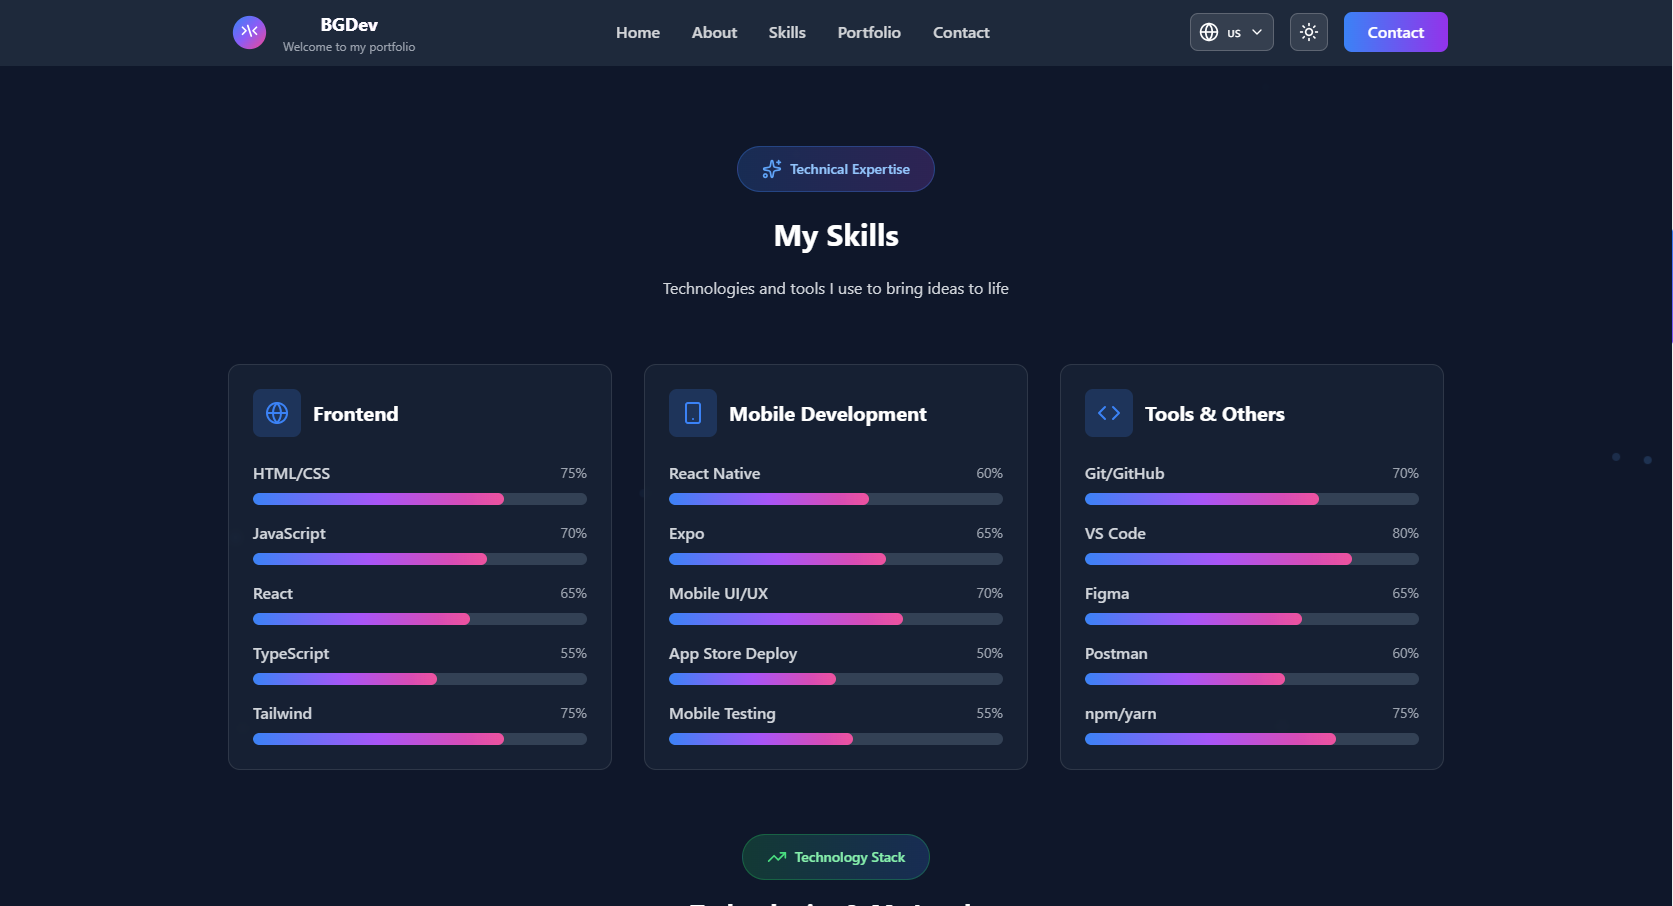 BGDev
Welcome to my portfolio
Home
About
Skills
Portfolio
Contact
US
Contact
Technical Expertise
My Skills
Technologies and tools I use to bring ideas to life
Frontend
HTML/CSS 75%
JavaScript 70%
React 65%
TypeScript 55%
Tailwind 75%
Mobile Development
React Native 60%
Expo 65%
Mobile UI/UX 70%
App Store Deploy 50%
Mobile Testing 55%
Tools & Others
Git/GitHub 70%
VS Code 80%
Figma 65%
Postman 60%
npm/yarn 75%
Technology Stack